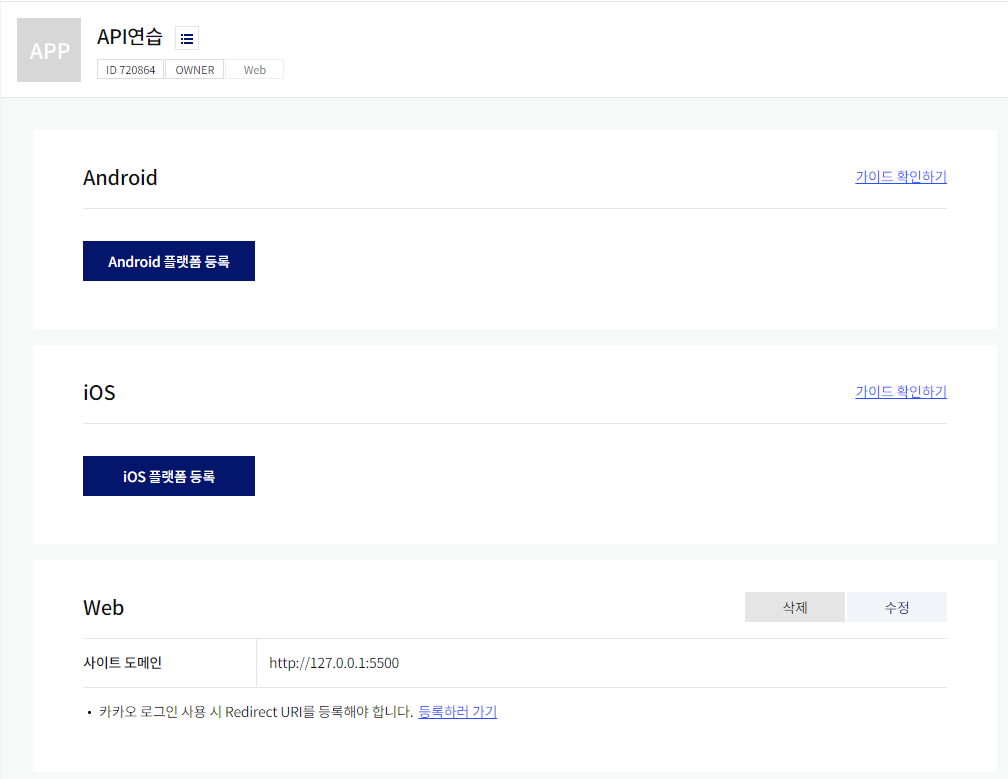 APP
API연습
ID 720864 OWNER Web
Android 가이드 확인하기
Android 플랫폼 등록
iOS 가이드 확인하기
iOS 플랫폼 등록
Web 삭제 수정
사이트 도메인 http://127.0.0.1:5500
• 카카오 로그인 사용 시 Redirect URI를 등록해야 합니다. 등록하러 가기